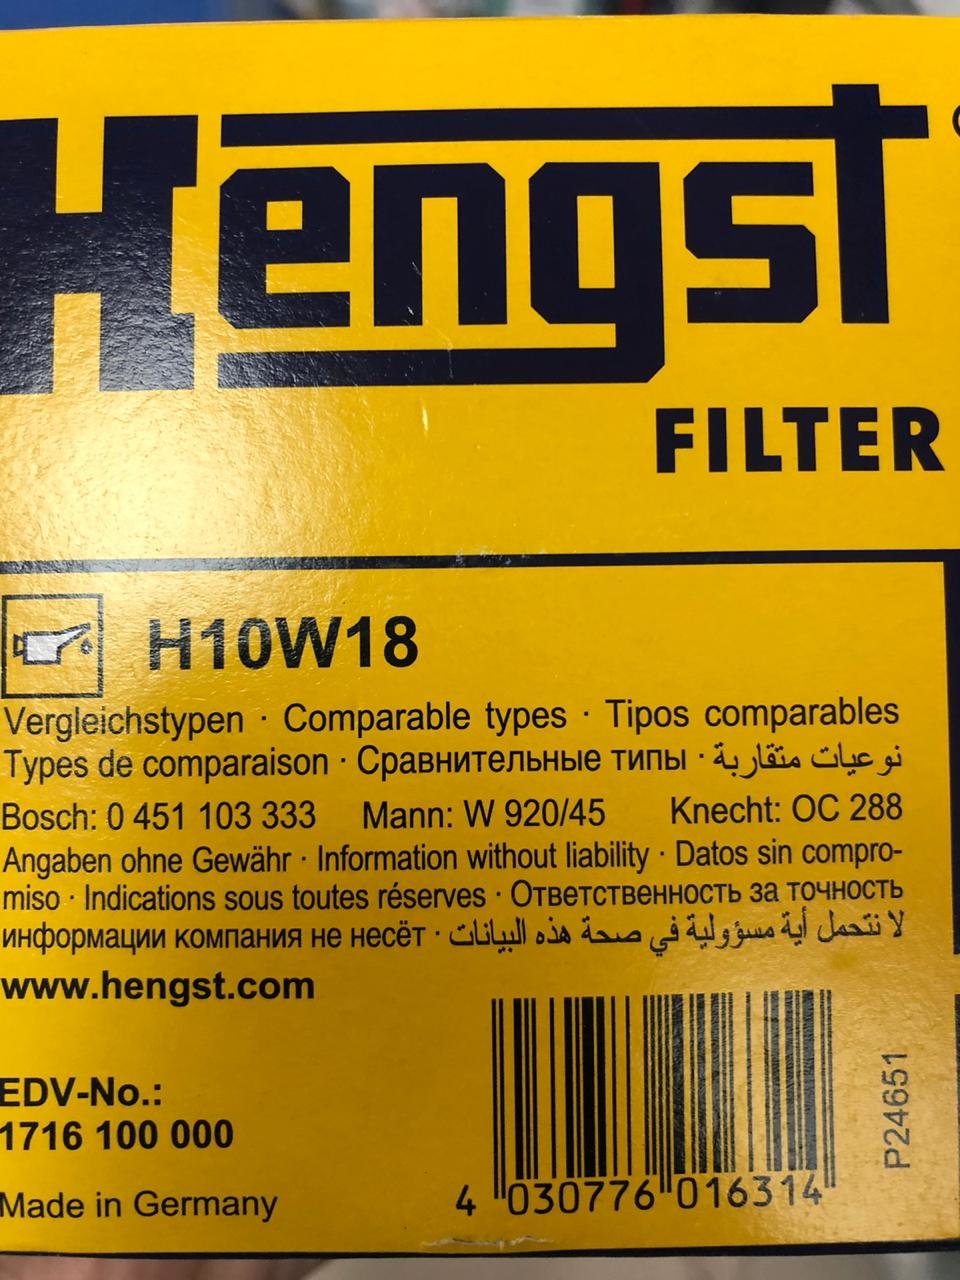 Hengst
FILTER
H10W18
Vergleichstypen · Comparable types · Tipos comparables
Types de comparaison · Сравнительные типы · نوعيات متقاربة
Bosch: 0 451 103 333 Mann: W 920/45 Knecht: OC 288
Angaben ohne Gewähr · Information without liability · Datos sin compro-
miso · Indications sous toutes réserves · Ответственность за точность
информации компания не несёт · لا نتحمل أية مسؤولية في صحة هذه البيانات
www.hengst.com
EDV-No.:
1716 100 000
Made in Germany
4 030776 016314
P24651